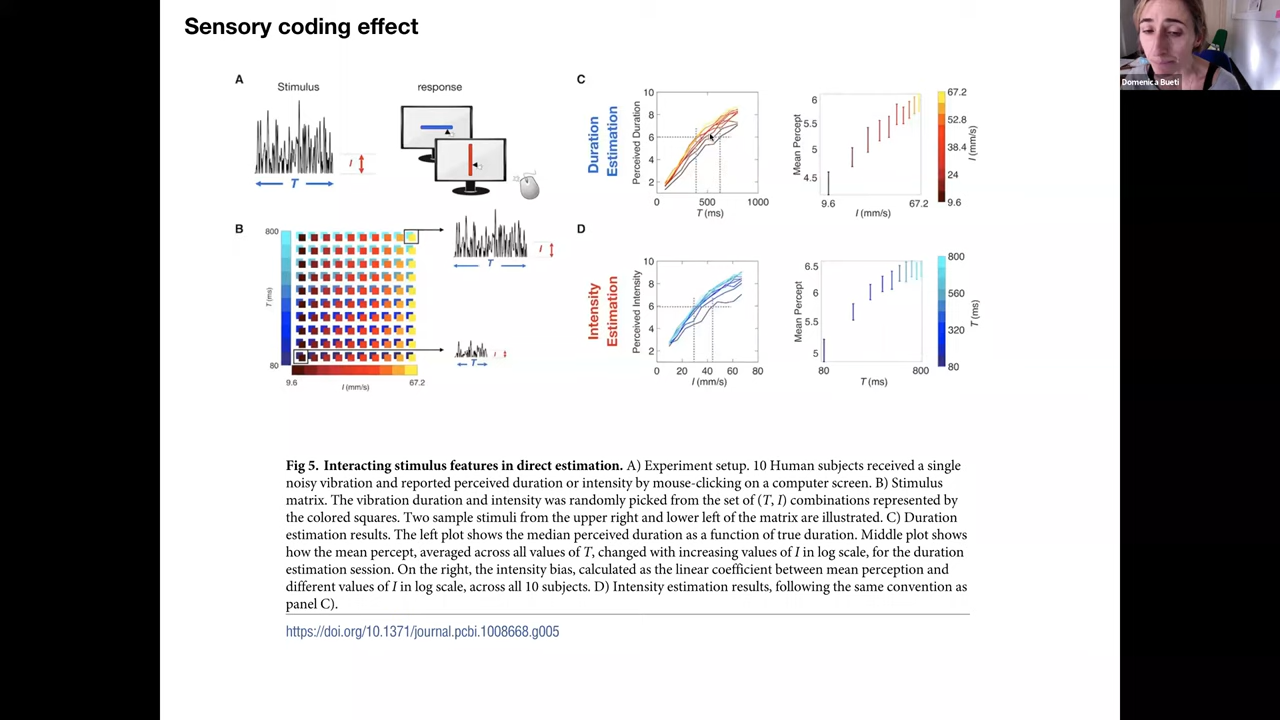 Sensory coding effect
Domenica Bueti
A
Stimulus
response
I
T
B
800
T (ms)
80
9.6
67.2
I (mm/s)
I
T
I
T
C
Duration
Estimation
Perceived Duration
10
8
6
4
2
0
500
1000
T (ms)
Mean Percept
6
5.5
5
4.5
9.6
67.2
I (mm/s)
67.2
52.8
38.4
24
9.6
I (mm/s)
D
Intensity
Estimation
Perceived Intensity
10
8
6
4
2
0
20
40
60
80
I (mm/s)
Mean Percept
6.5
6
5.5
5
80
800
T (ms)
800
560
320
80
T (ms)
Fig 5. Interacting stimulus features in direct estimation. A) Experiment setup. 10 Human subjects received a single
noisy vibration and reported perceived duration or intensity by mouse-clicking on a computer screen. B) Stimulus
matrix. The vibration duration and intensity was randomly picked from the set of (T, I) combinations represented by
the colored squares. Two sample stimuli from the upper right and lower left of the matrix are illustrated. C) Duration
estimation results. The left plot shows the median perceived duration as a function of true duration. Middle plot shows
how the mean percept, averaged across all values of T, changed with increasing values of I in log scale, for the duration
estimation session. On the right, the intensity bias, calculated as the linear coefficient between mean perception and
different values of I in log scale, across all 10 subjects. D) Intensity estimation results, following the same convention as
panel C).
https://doi.org/10.1371/journal.pcbi.1008668.g005